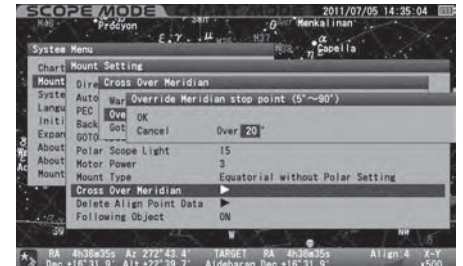 SCOPE MODE 2011/07/05 14:35:04
Procyon Menkalinan
M37
Capella
System Menu
Chart Mount Setting
Mount Dire Cross Over Meridian
Syste Auto War Override Meridian stop point (5°~90°)
Langu PEC Ove OK
Initi Back Got Cancel Over 20°
Expan GOTO
About Polar Scope Light 15
About Motor Power 3
Mount Mount Type Equatorial without Polar Setting
Cross Over Meridian ▶
Delete Align Point Data ▶
Following Object ON
W NW
RA 4h38m35s Az 272°43.4' TARGET RA 4h38m35s Align:4 X-Y
Dec +16°31.9' Alt +22°39.7' Aldebaran Dec +16°31.9' x500